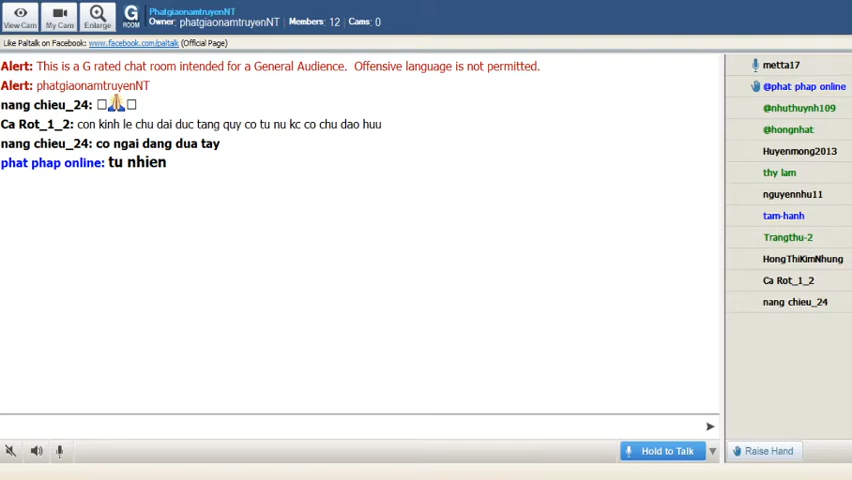 View Cam
My Cam
Enlarge
G
ROOM
PhatgiaonamtruyenNT
Owner: phatgiaonamtruyenNT Members: 12 Cams: 0
Like Paltalk on Facebook: www.facebook.com/paltalk (Official Page)
Alert: This is a G rated chat room intended for a General Audience. Offensive language is not permitted.
Alert: phatgiaonamtruyenNT
nang chieu_24: 🙏
Ca Rot_1_2: con kinh le chu dai duc tang quy co tu nu kc co chu dao huu
nang chieu_24: co ngai dang dua tay
phat phap online: tu nhien
metta17
@phat phap online
@nhuthuynh109
@hongnhat
Huyenmong2013
thy lam
nguyennhu11
tam-hanh
Trangthu-2
HongThiKimNhung
Ca Rot_1_2
nang chieu_24
Hold to Talk
Raise Hand